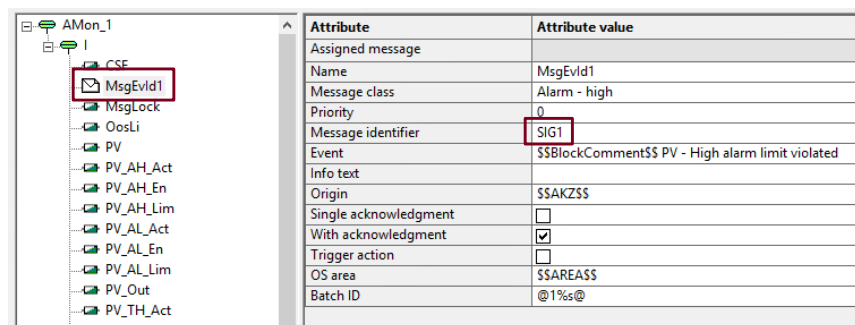 AMon_1
I
CSF
MsgEvId1
MsgLock
OosLi
PV
PV_AH_Act
PV_AH_En
PV_AH_Lim
PV_AL_Act
PV_AL_En
PV_AL_Lim
PV_Out
PV_TH_Act
Attribute Attribute value
Assigned message
Name MsgEvId1
Message class Alarm - high
Priority 0
Message identifier SIG1
Event $$BlockComment$$ PV - High alarm limit violated
Info text
Origin $$AKZ$$
Single acknowledgment
With acknowledgment
Trigger action
OS area $$AREA$$
Batch ID @1%s@